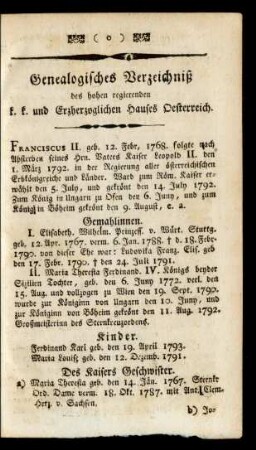 ( o )
Genealogisches Verzeichniß
des hohen regierenden
k. k. und Erzherzoglichen Hauses Oesterreich.
Franciscus II. geb. 12. Febr. 1768. folgte nach
Absterben seines Hrn. Vaters Kaiser Leopold II. den
1. März 1792. in der Regierung aller österreichischen
Erbkönigreiche und Länder. Ward zum Röm. Kaiser er-
wählt den 5. July, und gekrönt den 14. July 1792.
Zum König in Ungarn zu Ofen den 6. Juny, und zum
König in Böheim gekrönt den 9. August, e. a.
Gemahlinnen.
I. Elisabeth. Wilhelm. Prinzess. v. Würt. Stuttg.
geb. 12. Apr. 1767. verm. 6. Jan. 1788. † d. 18. Febr.
1790. von dieser Ehe war: Ludovika Franz. Elis. geb
den 17. Febr. 1790. † den 24. Juli 1791.
II. Maria Theresia Ferdinand. IV. Königs beyder
Sizilien Tochter, geb. den 6. Juny 1772. verl. den
15. Aug. und vollzogen zu Wien den 19. Sept. 1790.
wurde zur Königinn von Ungarn den 10. Juny, und
zur Königinn von Böheim gekrönt den 11. Aug. 1792.
Großmeisterinn des Sternkreuzordens.
Kinder.
Ferdinand Karl geb. den 19. April 1793.
Maria Louise geb. den 12. Dezemb. 1791.
Des Kaisers Geschwister.
a) Maria Theresia geb. den 14. Jän. 1767. Sternkr
Ord. Dame verm. 18. Okt. 1787. mit Ant. Clem.
Herz. v. Sachsen.
b)